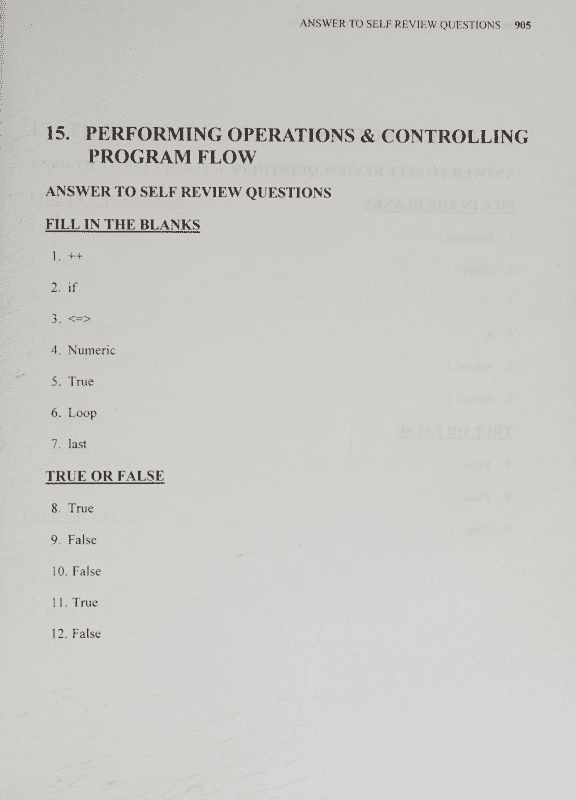 ANSWER TO SELF REVIEW QUESTIONS 905
15. PERFORMING OPERATIONS & CONTROLLING
PROGRAM FLOW
ANSWER TO SELF REVIEW QUESTIONS
FILL IN THE BLANKS
1. ++
2. if
3. <=>
4. Numeric
5. True
6. Loop
7. last
TRUE OR FALSE
8. True
9. False
10. False
11. True
12. False